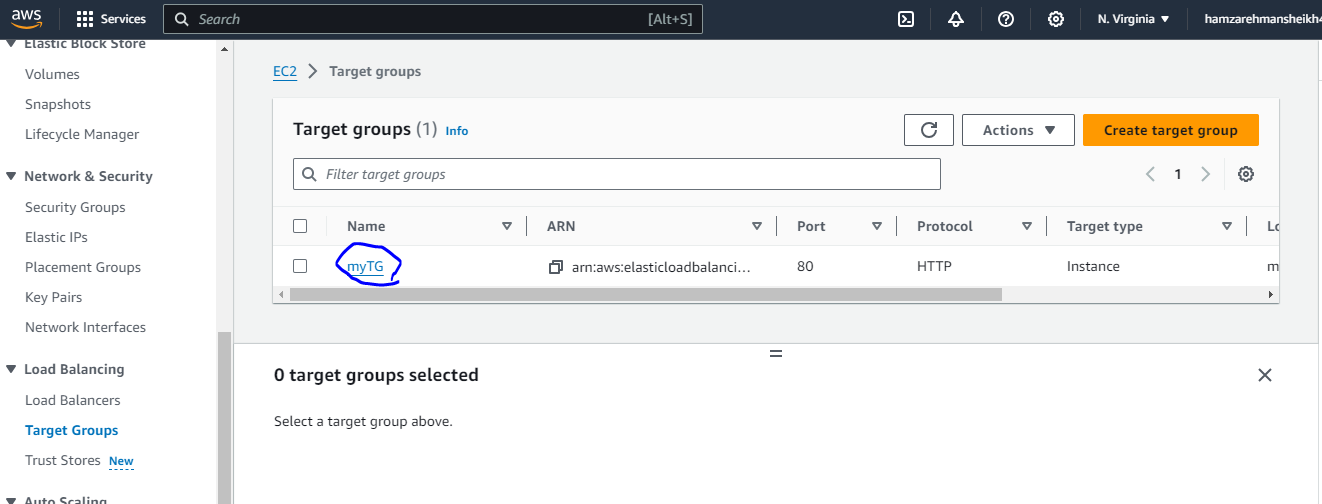 aws Services Search [Alt+S] N. Virginia hamzarehmansheikh4
Elastic Block Store
Volumes
Snapshots
Lifecycle Manager
Network & Security
Security Groups
Elastic IPs
Placement Groups
Key Pairs
Network Interfaces
Load Balancing
Load Balancers
Target Groups
Trust Stores New
Auto Scaling
EC2 > Target groups
Target groups (1) Info Actions Create target group
Filter target groups 1
Name ARN Port Protocol Target type Lo
myTG arn:aws:elasticloadbalanci... 80 HTTP Instance m
0 target groups selected
Select a target group above.